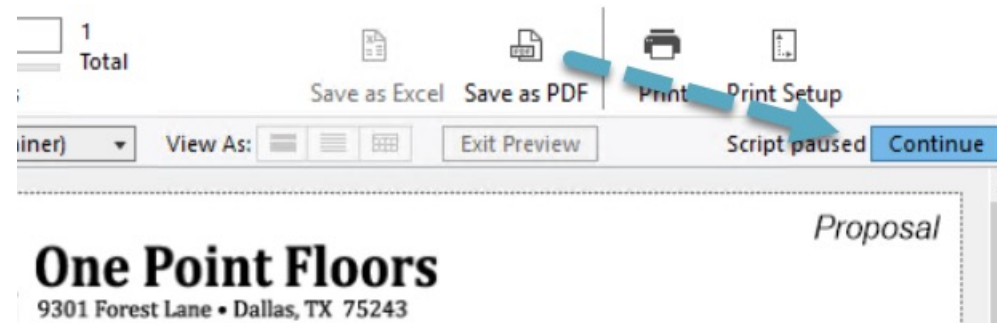 1
Total
Save as Excel Save as PDF Print Print Setup
View As: Exit Preview Script paused Continue
Proposal
One Point Floors
9301 Forest Lane • Dallas, TX 75243